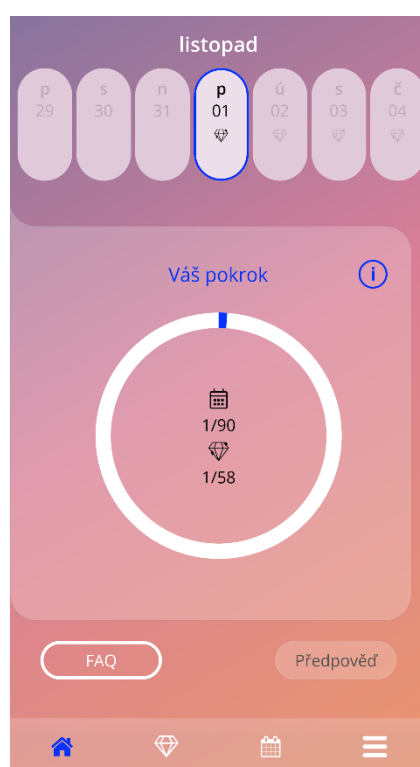 listopad
p s n p ú s č
29 30 31 01 02 03 04
Váš pokrok
i
1/90
1/58
FAQ Předpověď